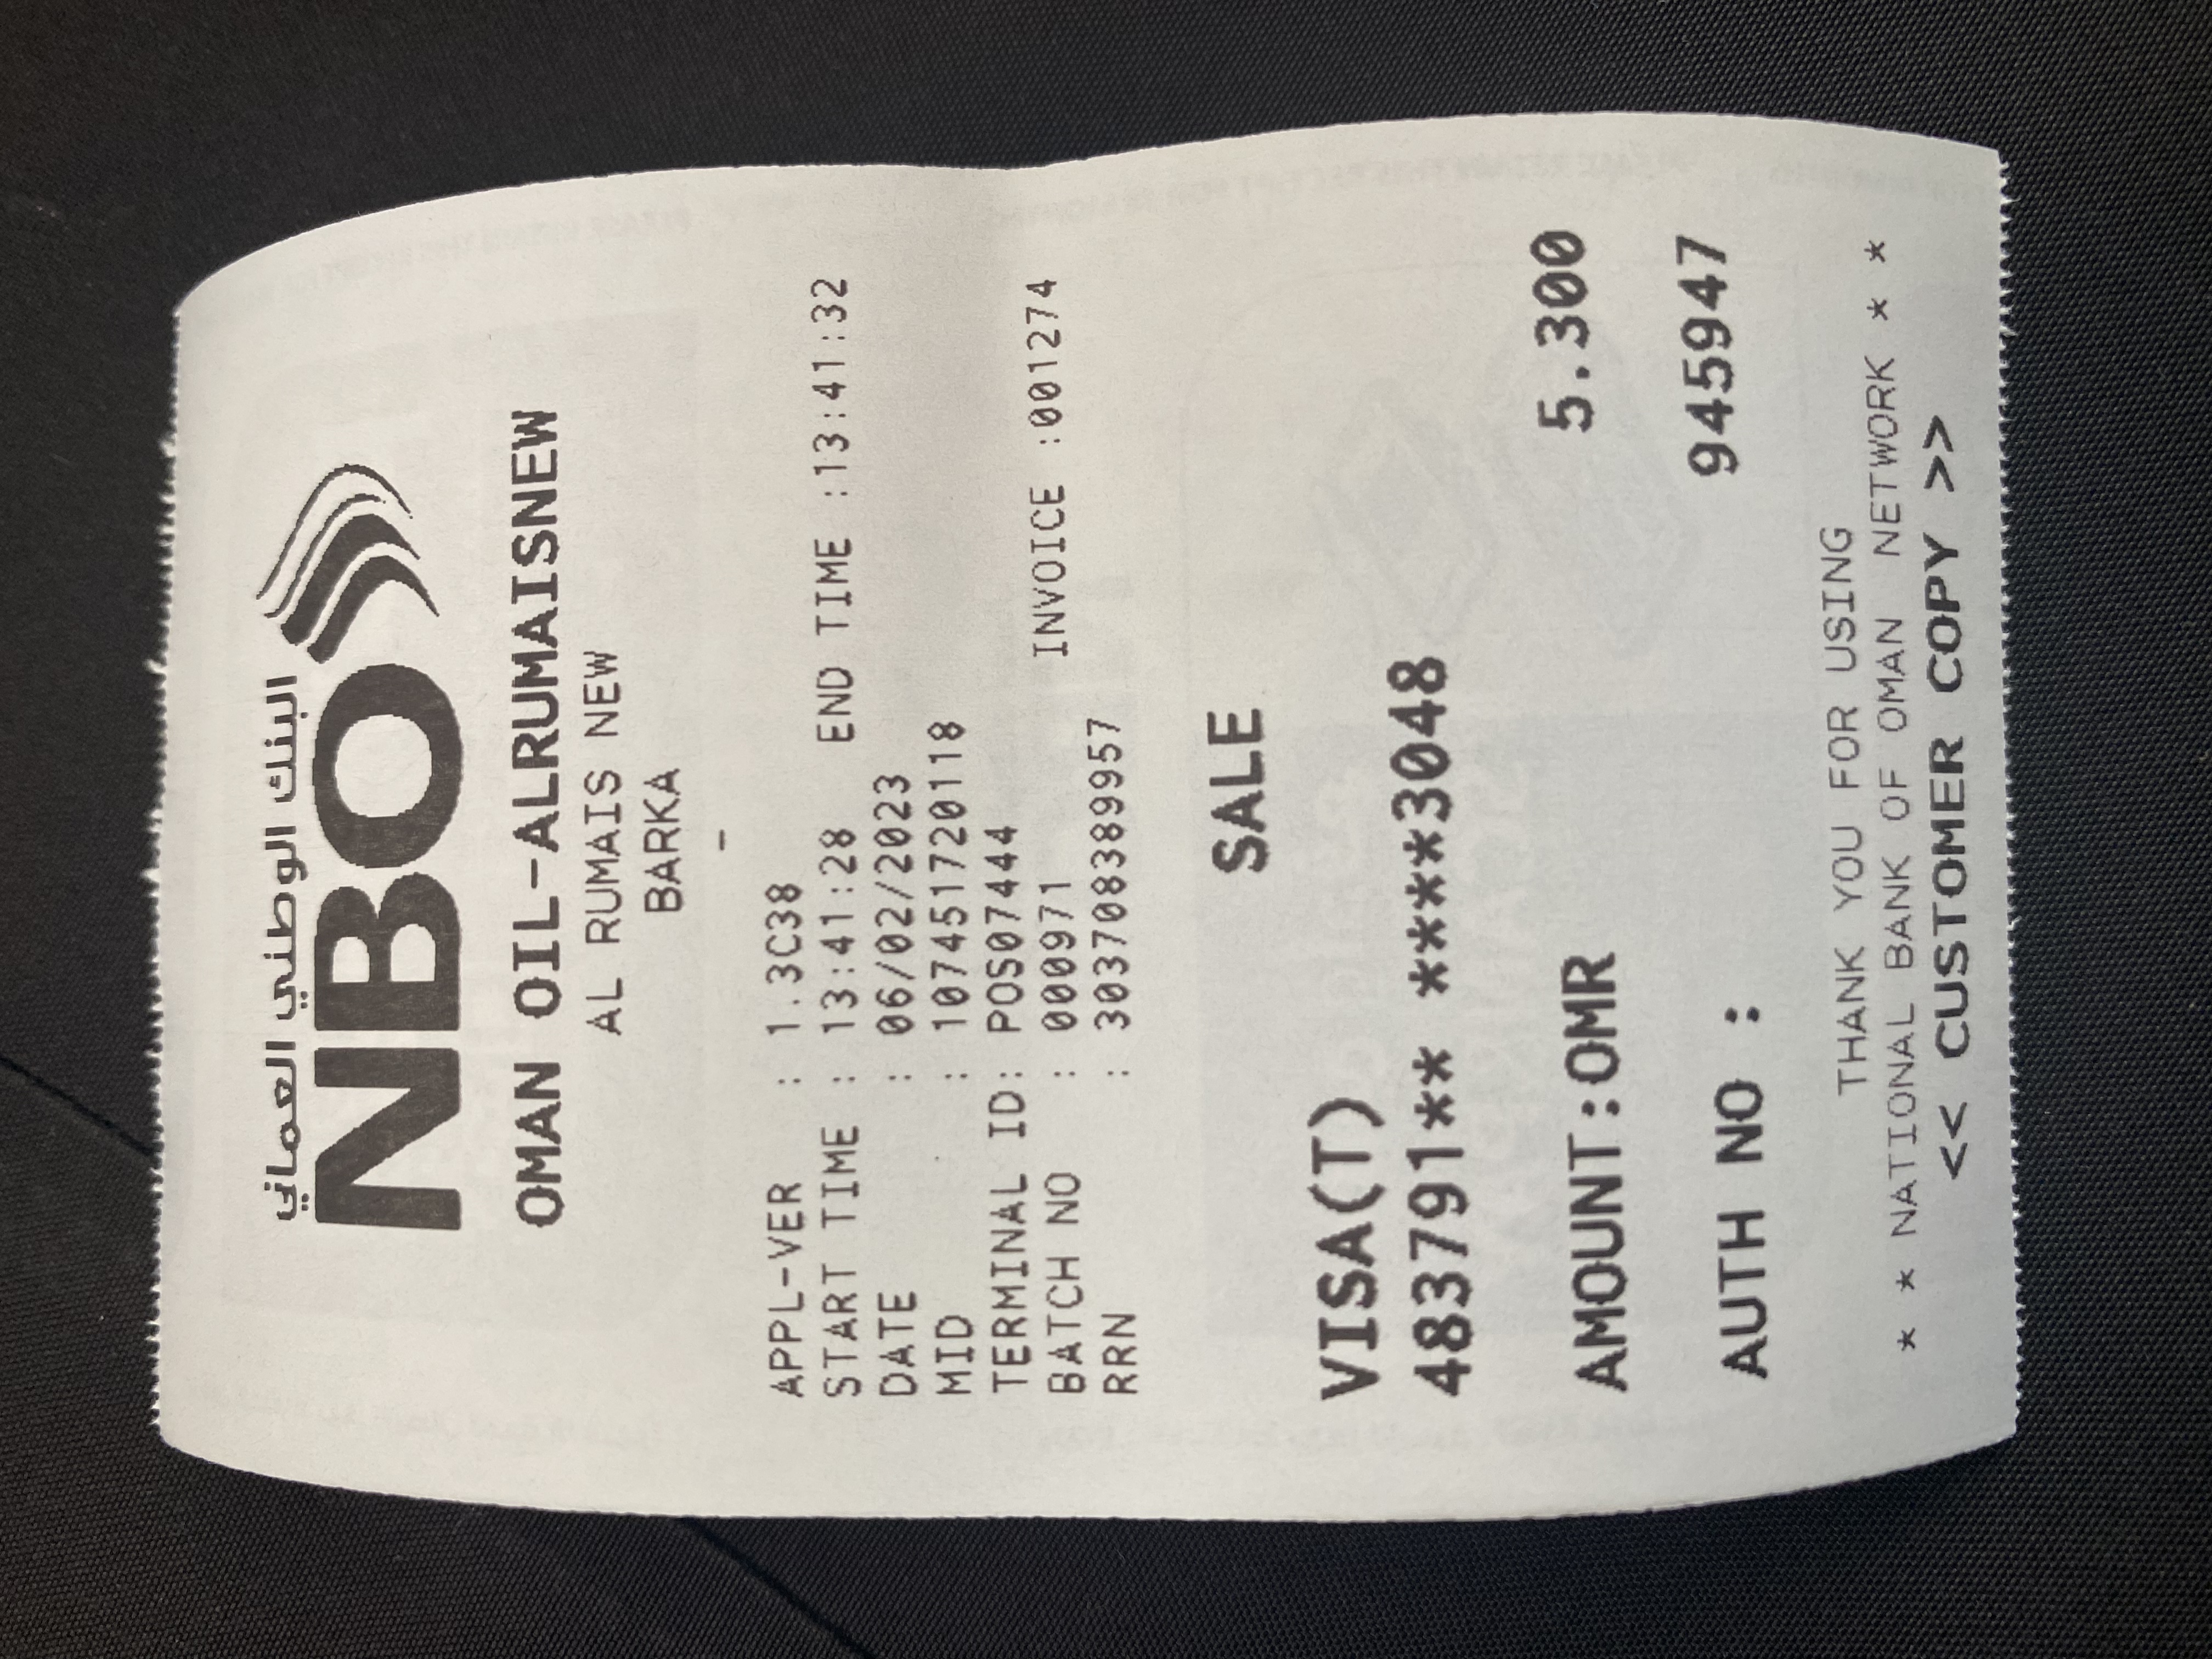 البنك الوطني العماني
NBO
OMAN OIL-ALRUMAISNEW
AL RUMAIS NEW
BARKA
-
APPL-VER : 1.3C38
START TIME : 13:41:28 END TIME :13:41:32
DATE : 06/02/2023
MID : 107451720118
TERMINAL ID: POS07444
BATCH NO : 000971 INVOICE :001274
RRN : 303708389957
SALE
VISA(T)
483791** ****3048
AMOUNT:OMR 5.300
AUTH NO : 945947
THANK YOU FOR USING
* * NATIONAL BANK OF OMAN NETWORK * *
<< CUSTOMER COPY >>